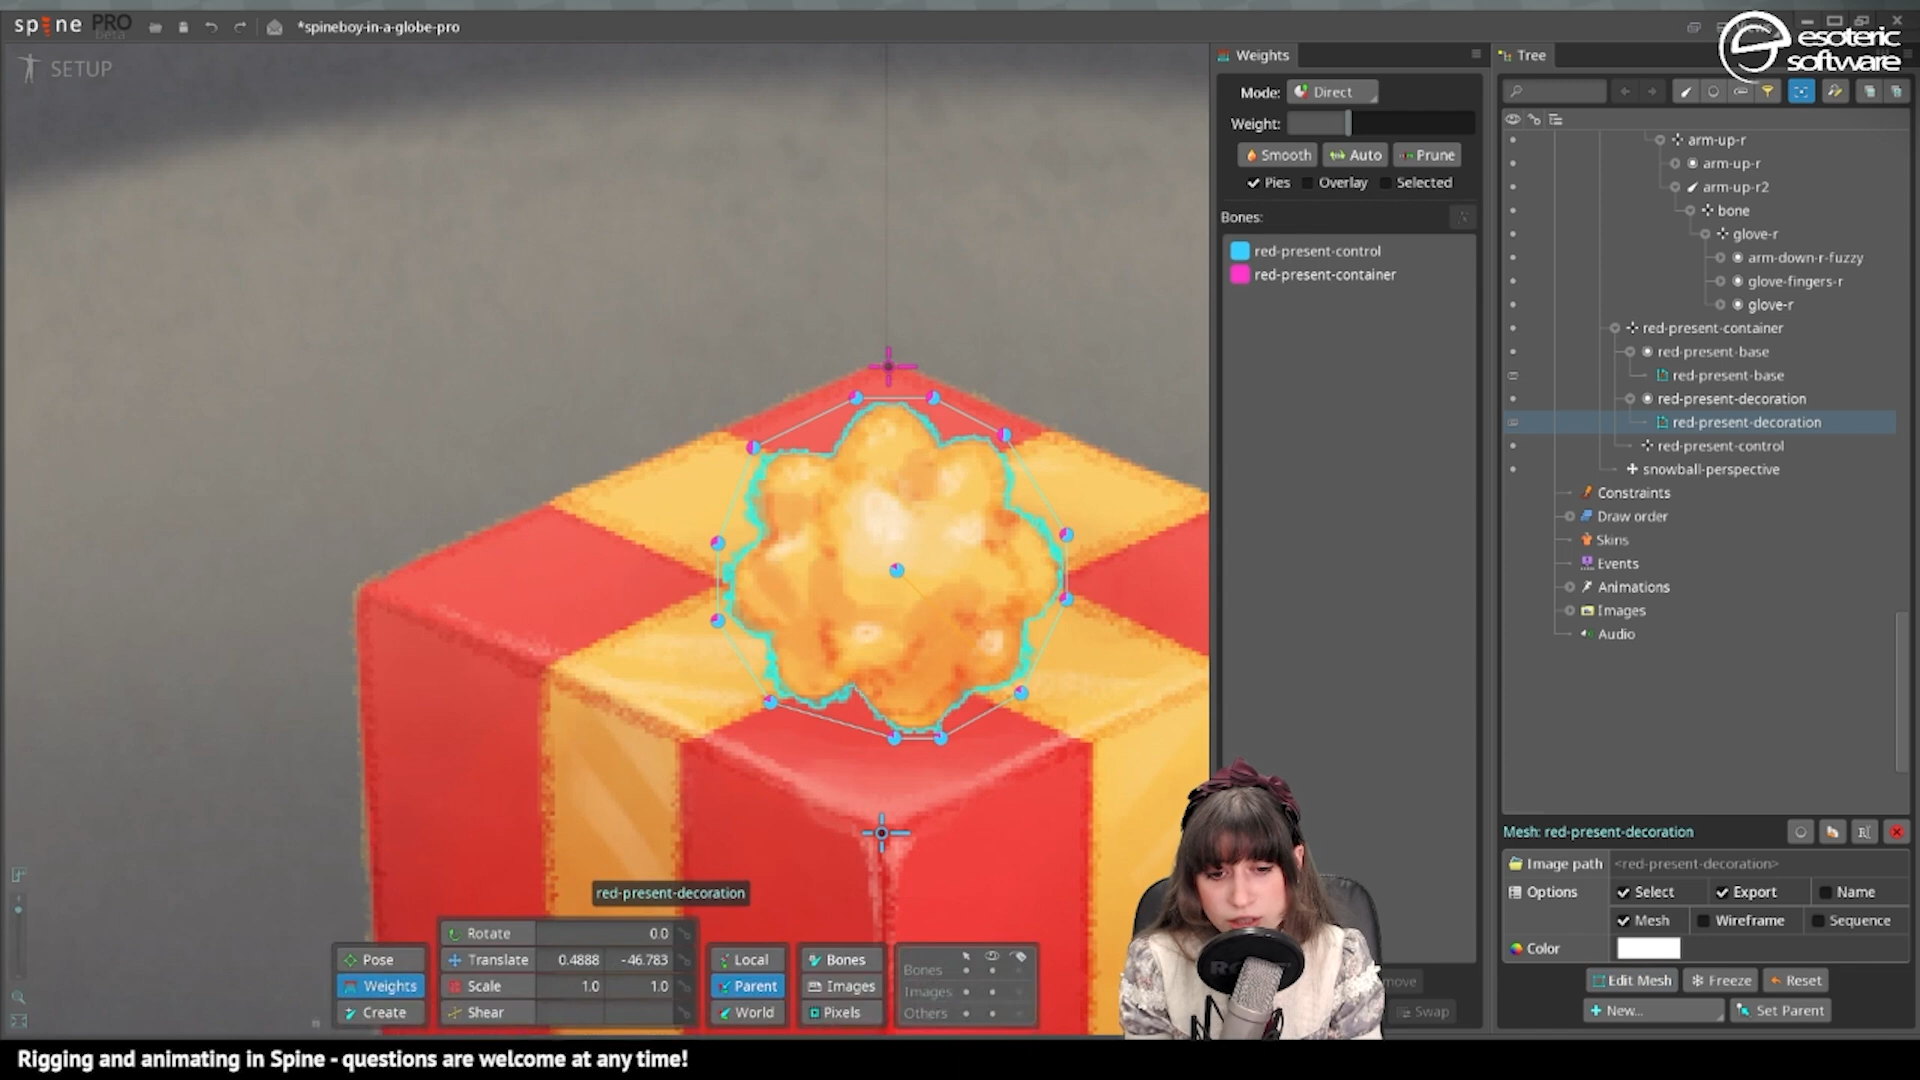 spine PRO
beta
*spineboy-in-a-globe-pro
esoteric
software
SETUP
Weights
Mode: Direct
Weight:
Smooth Auto Prune
Pies Overlay Selected
Bones:
red-present-control
red-present-container
Tree
arm-up-r
arm-up-r
arm-up-r2
bone
glove-r
arm-down-r-fuzzy
glove-fingers-r
glove-r
red-present-container
red-present-base
red-present-base
red-present-decoration
red-present-decoration
red-present-control
snowball-perspective
Constraints
Draw order
Skins
Events
Animations
Images
Audio
Mesh: red-present-decoration
Image path <red-present-decoration>
Options Select Export Name
Mesh Wireframe Sequence
Color
Edit Mesh Freeze Reset
New... Set Parent
Swap
red-present-decoration
Pose
Weights
Create
Rotate 0.0
Translate 0.4888 -46.783
Scale 1.0 1.0
Shear
Local
Parent
World
Bones
Images
Pixels
Bones
Images
Others
Rigging and animating in Spine - questions are welcome at any time!